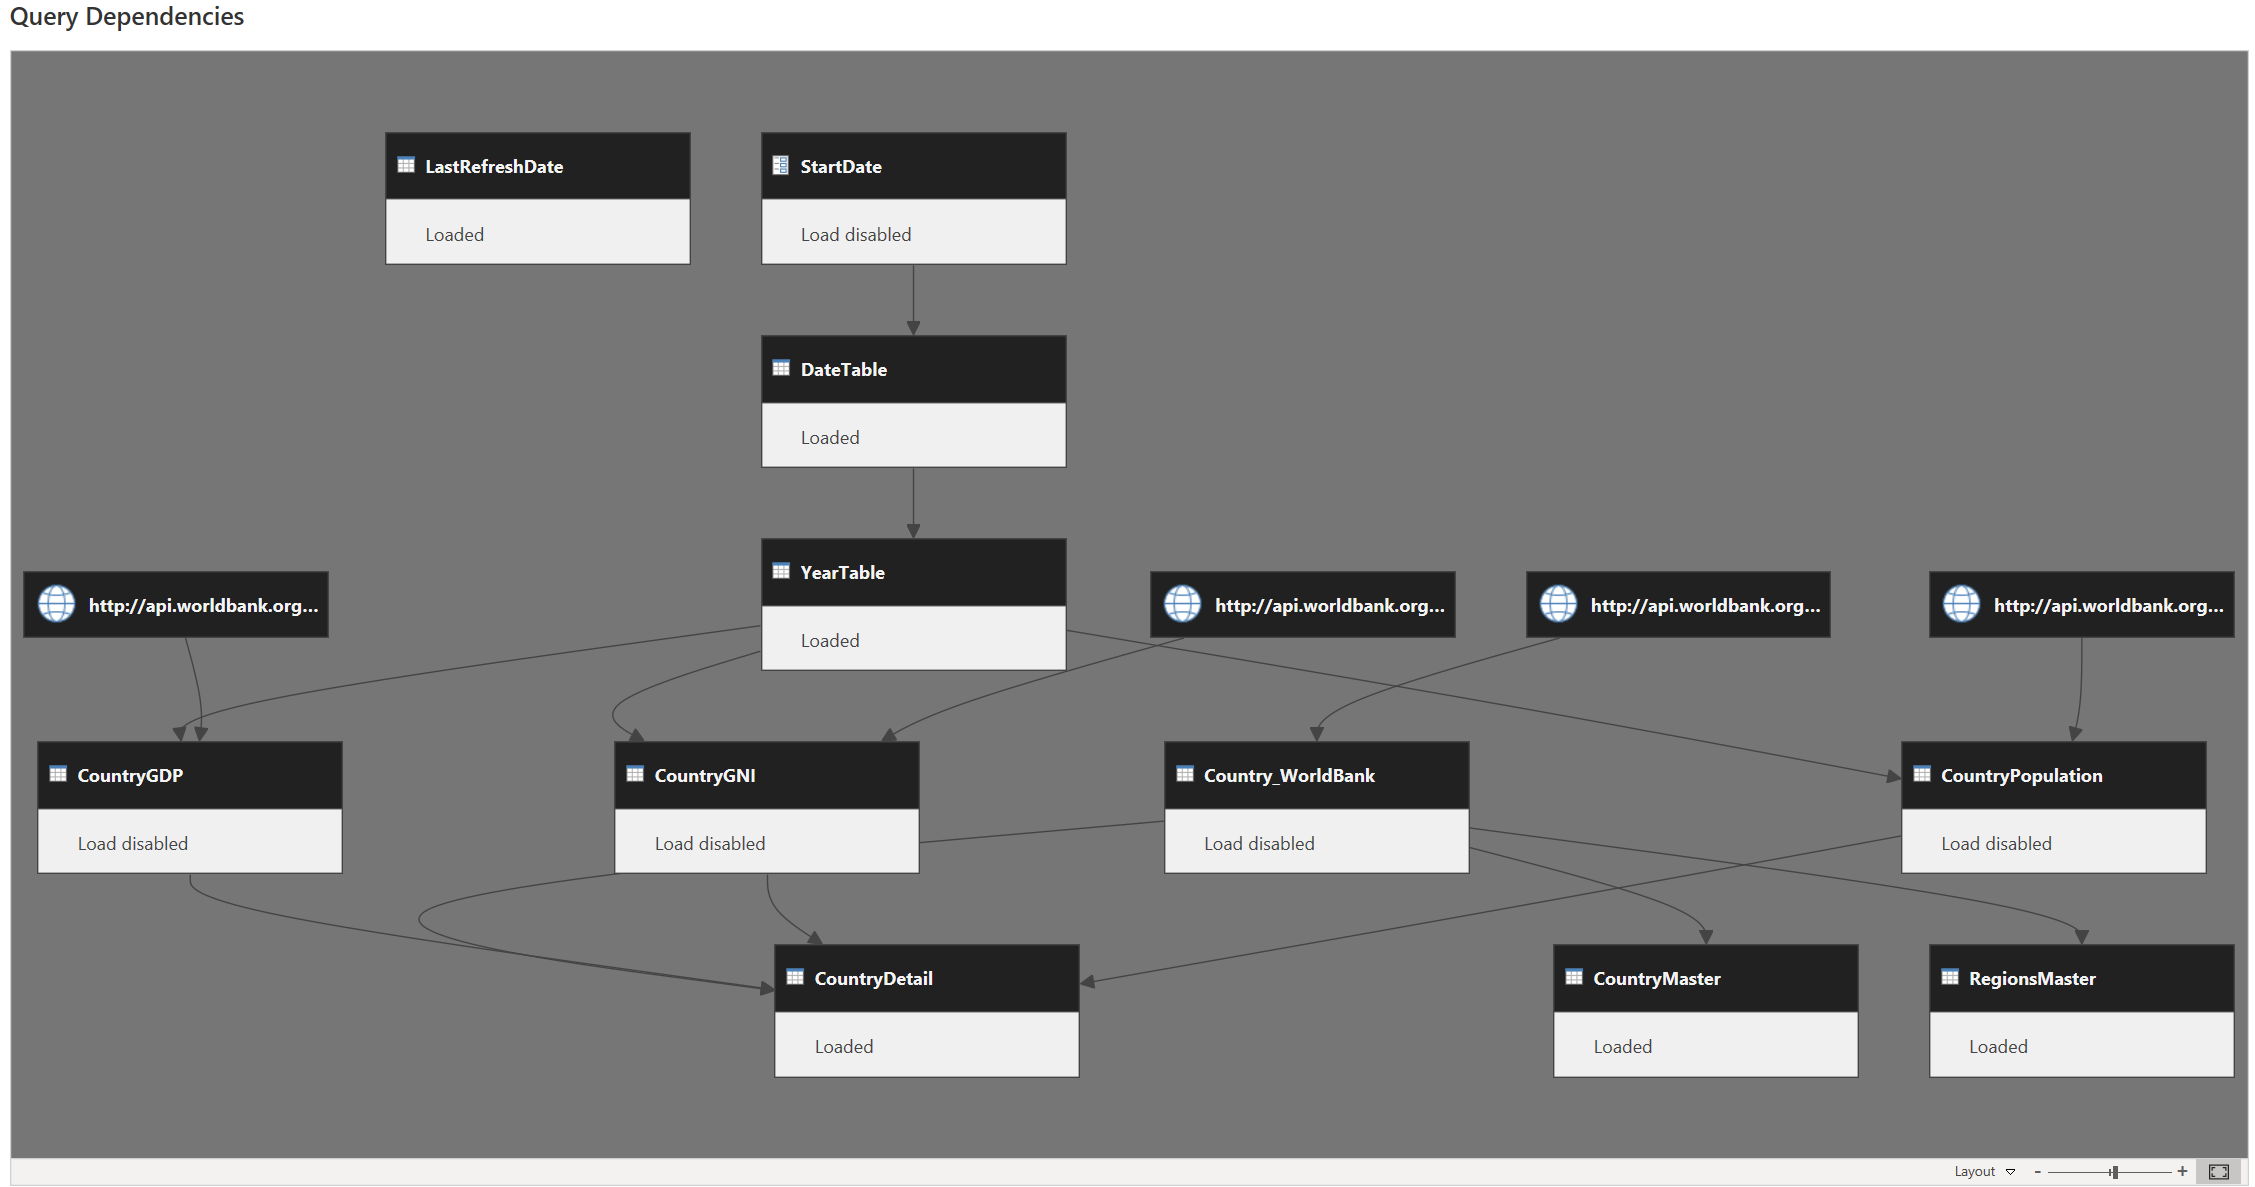 Query Dependencies
LastRefreshDate
Loaded
StartDate
Load disabled
DateTable
Loaded
YearTable
Loaded
http://api.worldbank.org...
http://api.worldbank.org...
http://api.worldbank.org...
http://api.worldbank.org...
CountryGDP
Load disabled
CountryGNI
Load disabled
Country_WorldBank
Load disabled
CountryPopulation
Load disabled
CountryDetail
Loaded
CountryMaster
Loaded
RegionsMaster
Loaded
Layout
- +